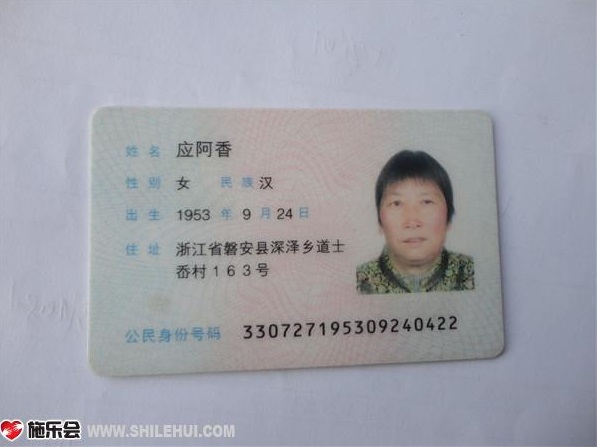 姓名 应阿香
性别 女 民族 汉
出生 1953 年 9 月 24 日
住址 浙江省磐安县深泽乡道士
岙村163号
公民身份号码 330727195309240422
施乐会 WWW.SHILEHUI.COM